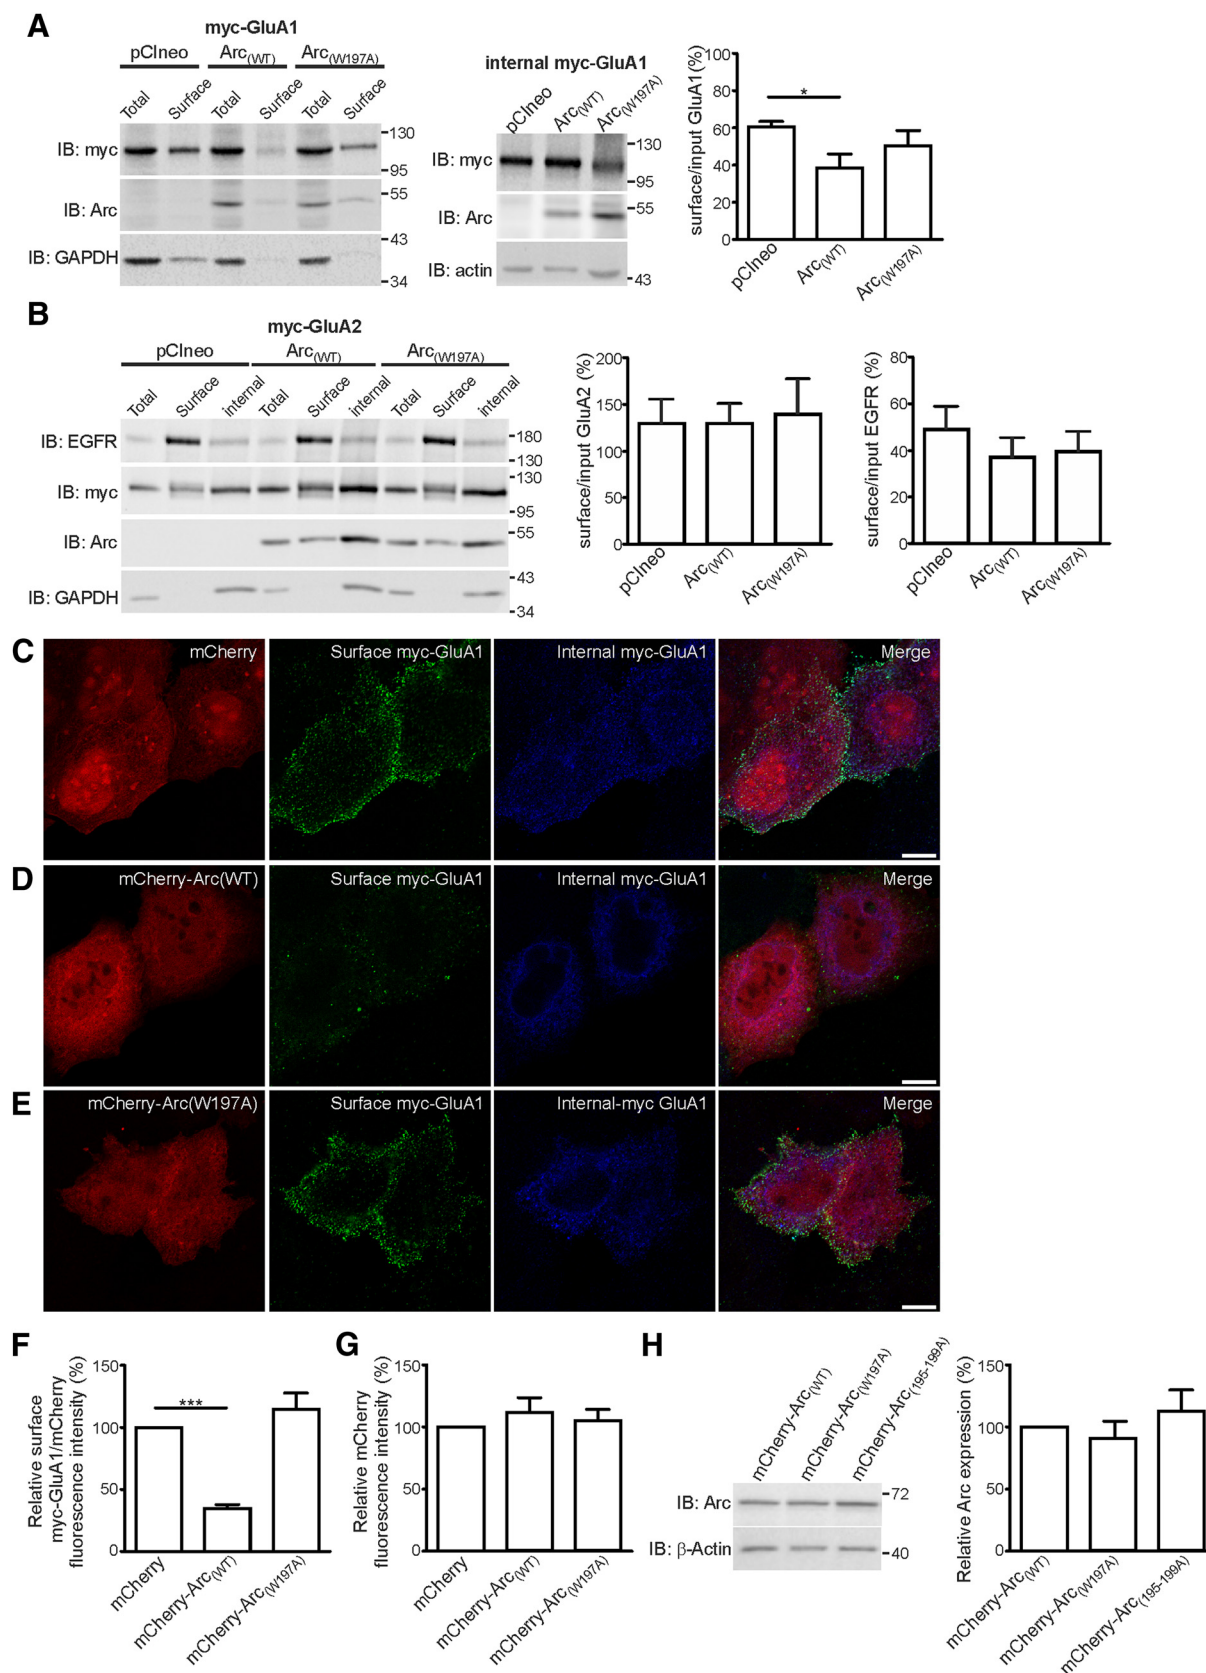 A
myc-GluA1
pCIneo Arc(WT) Arc(W197A)
Total Surface Total Surface Total Surface
IB: myc
130
95
IB: Arc
55
IB: GAPDH
43
34
internal myc-GluA1
pCIneo Arc(WT) Arc(W197A)
IB: myc
130
95
IB: Arc
55
IB: actin
43
surface/input GluA1(%)
100
80
60
40
20
0
*
pCIneo Arc(WT) Arc(W197A)
B
myc-GluA2
pCIneo Arc(WT) Arc(W197A)
Total Surface internal Total Surface internal Total Surface internal
IB: EGFR
180
130
IB: myc
130
95
IB: Arc
55
IB: GAPDH
43
34
surface/input GluA2 (%)
200
150
100
50
0
pCIneo Arc(WT) Arc(W197A)
surface/input EGFR (%)
80
60
40
20
0
pCIneo Arc(WT) Arc(W197A)
C
mCherry Surface myc-GluA1 Internal myc-GluA1 Merge
D
mCherry-Arc(WT) Surface myc-GluA1 Internal myc-GluA1 Merge
E
mCherry-Arc(W197A) Surface myc-GluA1 Internal-myc GluA1 Merge
F
Relative surface
myc-GluA1/mCherry
fluorescence intensity (%)
150
100
50
0
***
mCherry mCherry-Arc(WT) mCherry-Arc(W197A)
G
Relative mCherry
fluorescence intensity (%)
150
100
50
0
mCherry mCherry-Arc(WT) mCherry-Arc(W197A)
H
mCherry-Arc(WT) mCherry-Arc(W197A) mCherry-Arc(195-199A)
IB: Arc
72
IB: β-Actin
40
Relative Arc expression (%)
150
100
50
0
mCherry-Arc(WT) mCherry-Arc(W197A) mCherry-Arc(195-199A)